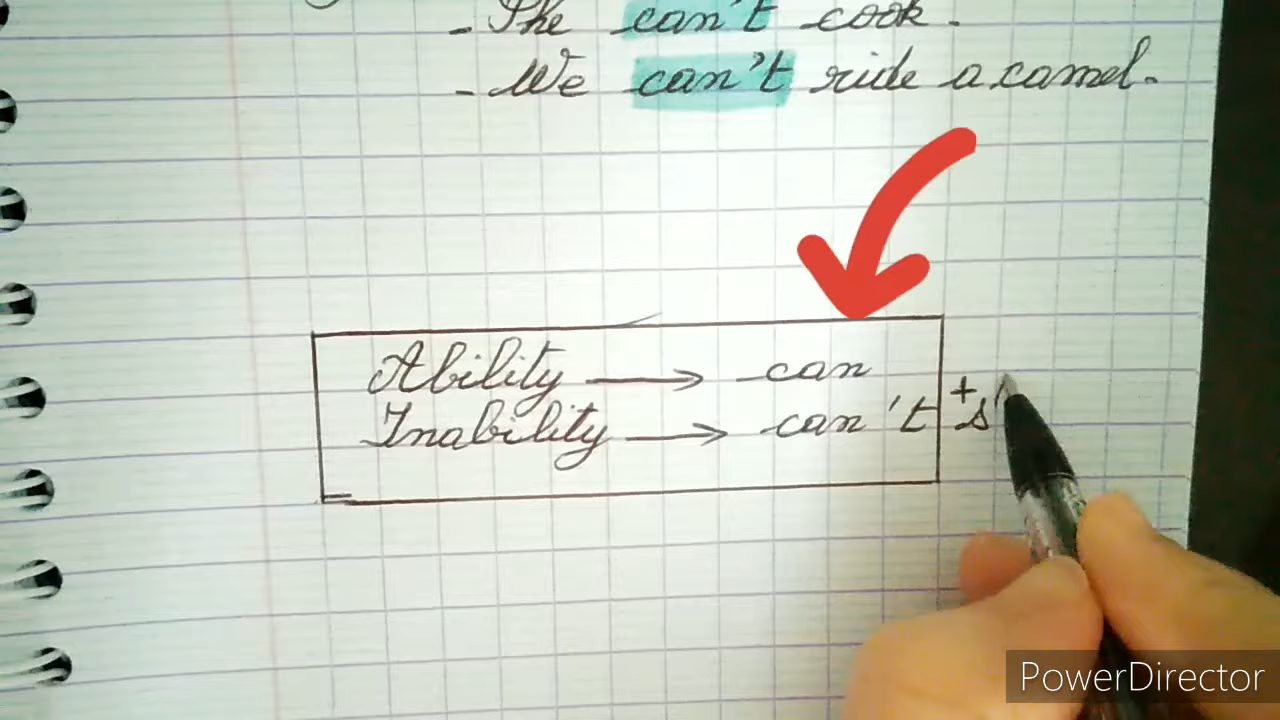 - She can't cook.
- We can't ride a camel.
Ability → can
Inability → can't + s
PowerDirector